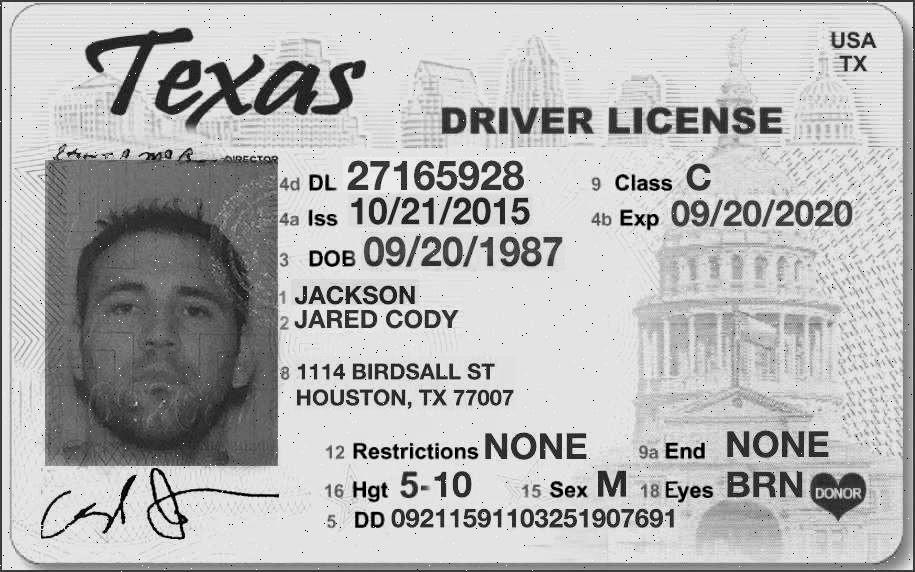 Texas
USA
TX
DRIVER LICENSE
DIRECTOR
4d DL 27165928 9 Class C
4a Iss 10/21/2015 4b Exp 09/20/2020
3 DOB 09/20/1987
1 JACKSON
2 JARED CODY
8 1114 BIRDSALL ST
HOUSTON, TX 77007
12 Restrictions NONE 9a End NONE
16 Hgt 5-10 15 Sex M 18 Eyes BRN DONOR
5 DD 09211591103251907691